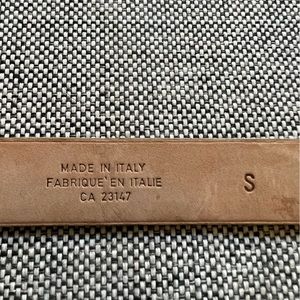 MADE IN ITALY
FABRIQUE' EN ITALIE
CA 23147
S